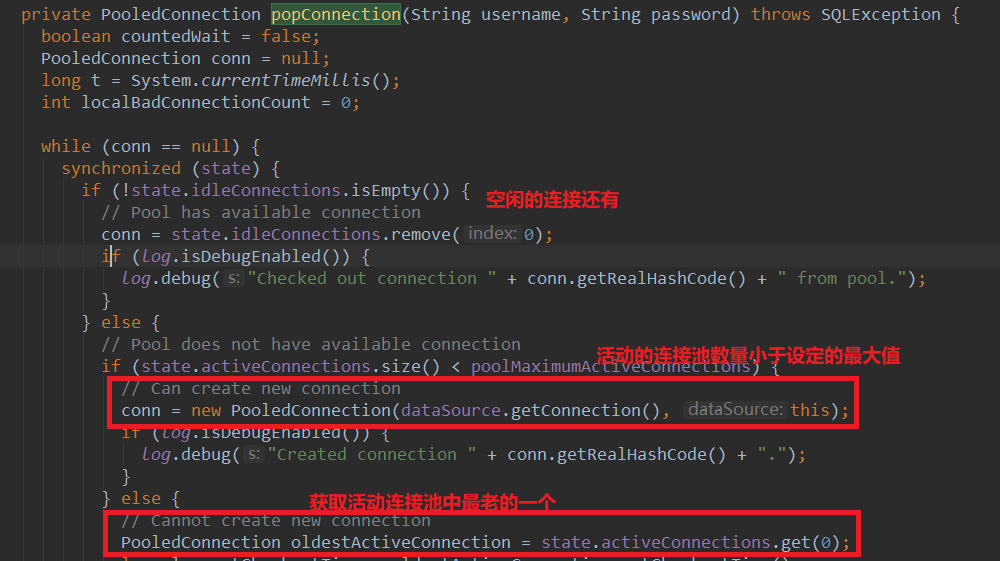 private PooledConnection popConnection(String username, String password) throws SQLException {
boolean countedWait = false;
PooledConnection conn = null;
long t = System.currentTimeMillis();
int localBadConnectionCount = 0;
while (conn == null) {
synchronized (state) {
if (!state.idleConnections.isEmpty()) {
空闲的连接还有
// Pool has available connection
conn = state.idleConnections.remove( index: 0);
if (log.isDebugEnabled()) {
log.debug( s: "Checked out connection " + conn.getRealHashCode() + " from pool.");
}
} else {
// Pool does not have available connection
活动的连接池数量小于设定的最大值
if (state.activeConnections.size() < poolMaximumActiveConnections) {
// Can create new connection
conn = new PooledConnection(dataSource.getConnection(), dataSource: this);
if (log.isDebugEnabled()) {
log.debug( s: "Created connection " + conn.getRealHashCode() + ".");
}
} else {
获取活动连接池中最老的一个
// Cannot create new connection
PooledConnection oldestActiveConnection = state.activeConnections.get(0);